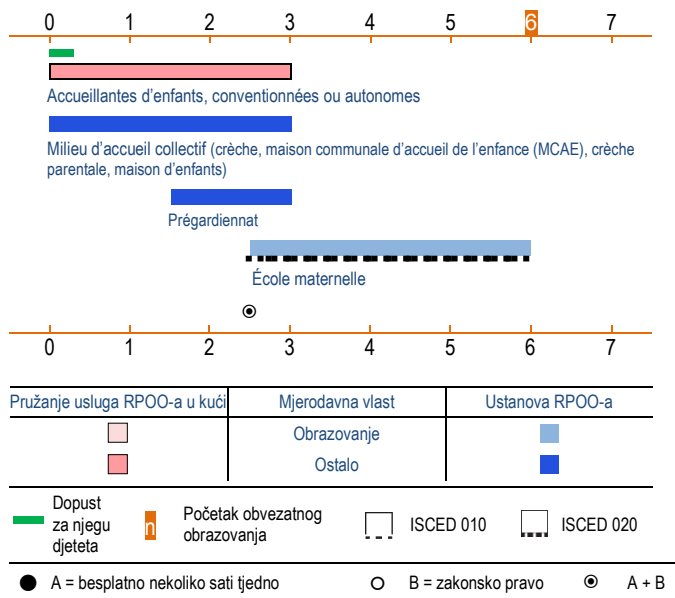 0 1 2 3 4 5 6 7
Accueillantes d'enfants, conventionnées ou autonomes
Milieu d'accueil collectif (crèche, maison communale d'accueil de l'enfance (MCAE), crèche
parentale, maison d'enfants)
Prégardiennat
École maternelle
0 1 2 3 4 5 6 7
Pružanje usluga RPOO-a u kući Mjerodavna vlast Ustanova RPOO-a
Obrazovanje
Ostalo
Dopust
za njegu
djeteta
n Početak obvezatnog
obrazovanja
ISCED 010 ISCED 020
A = besplatno nekoliko sati tjedno B = zakonsko pravo A + B